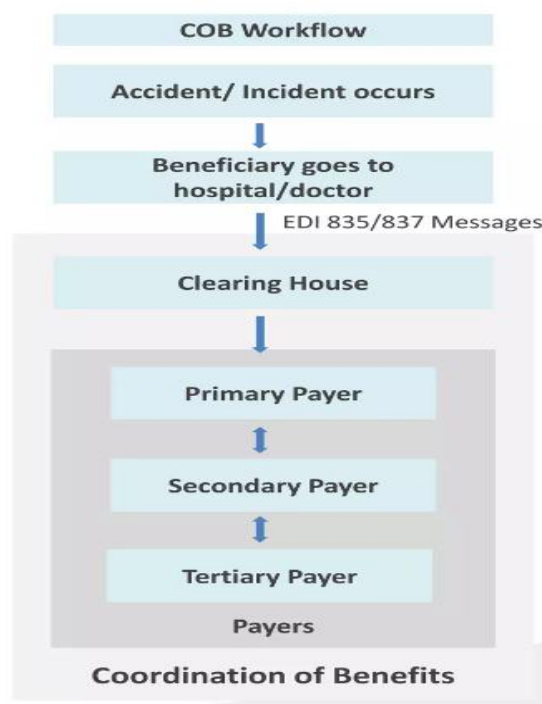 COB Workflow
Accident/ Incident occurs
Beneficiary goes to
hospital/doctor
EDI 835/837 Messages
Clearing House
Primary Payer
Secondary Payer
Tertiary Payer
Payers
Coordination of Benefits